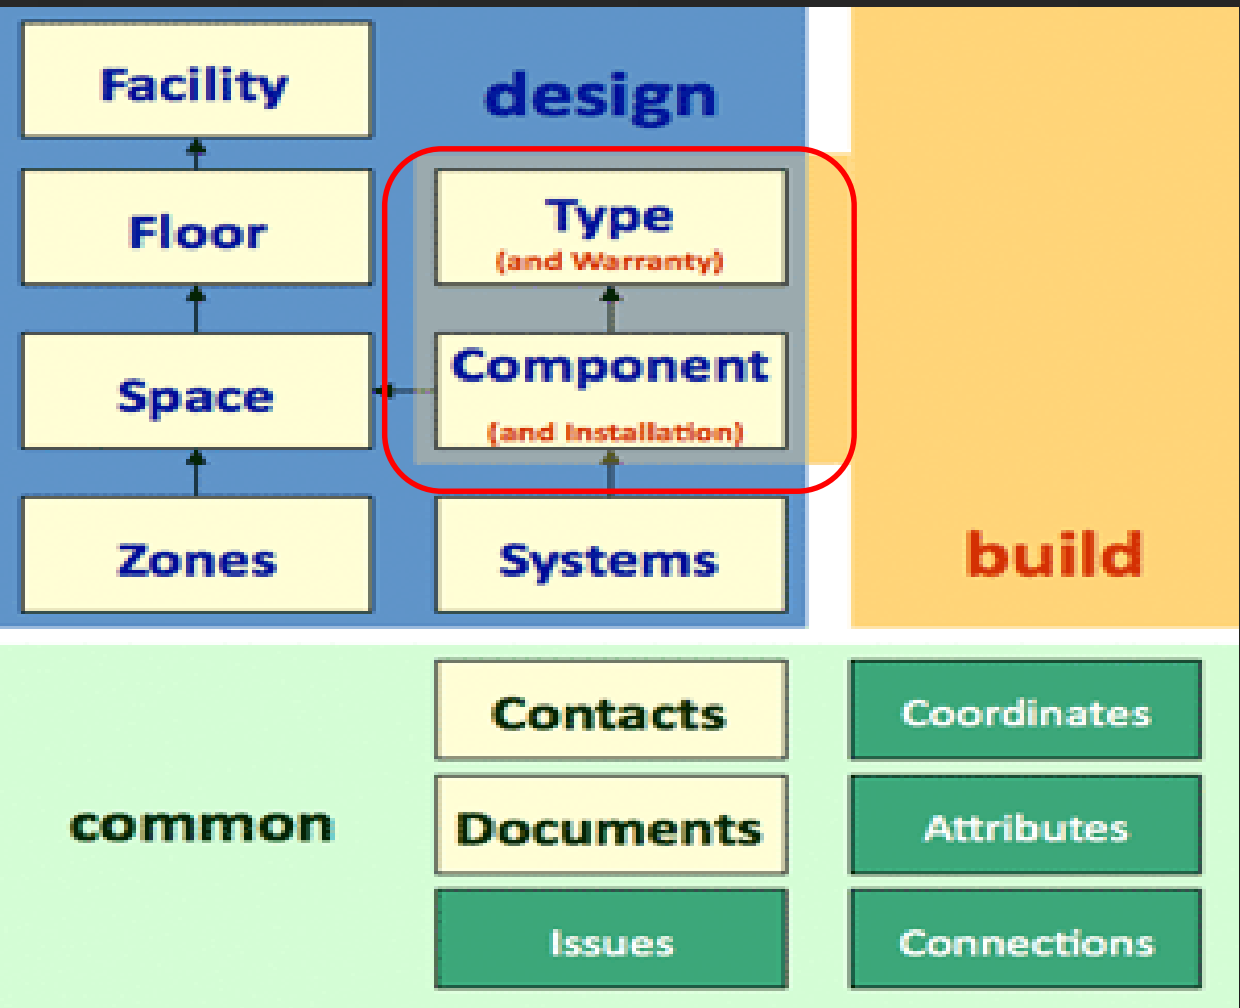 Facility
design
Floor
Type
(and Warranty)
Space
Component
(and Installation)
Zones
Systems
build
common
Contacts
Coordinates
Documents
Attributes
Issues
Connections